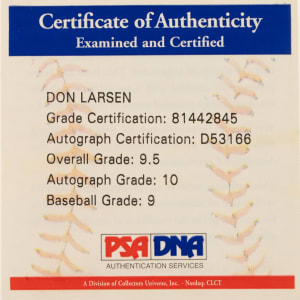 Certificate of Authenticity
Examined and Certified
DON LARSEN
Grade Certification: 81442845
Autograph Certification: D53166
Overall Grade: 9.5
Autograph Grade: 10
Baseball Grade: 9
PSA DNA
AUTHENTICATION SERVICES
A Division of Collectors Universe, Inc. - Nasdaq, CLCT